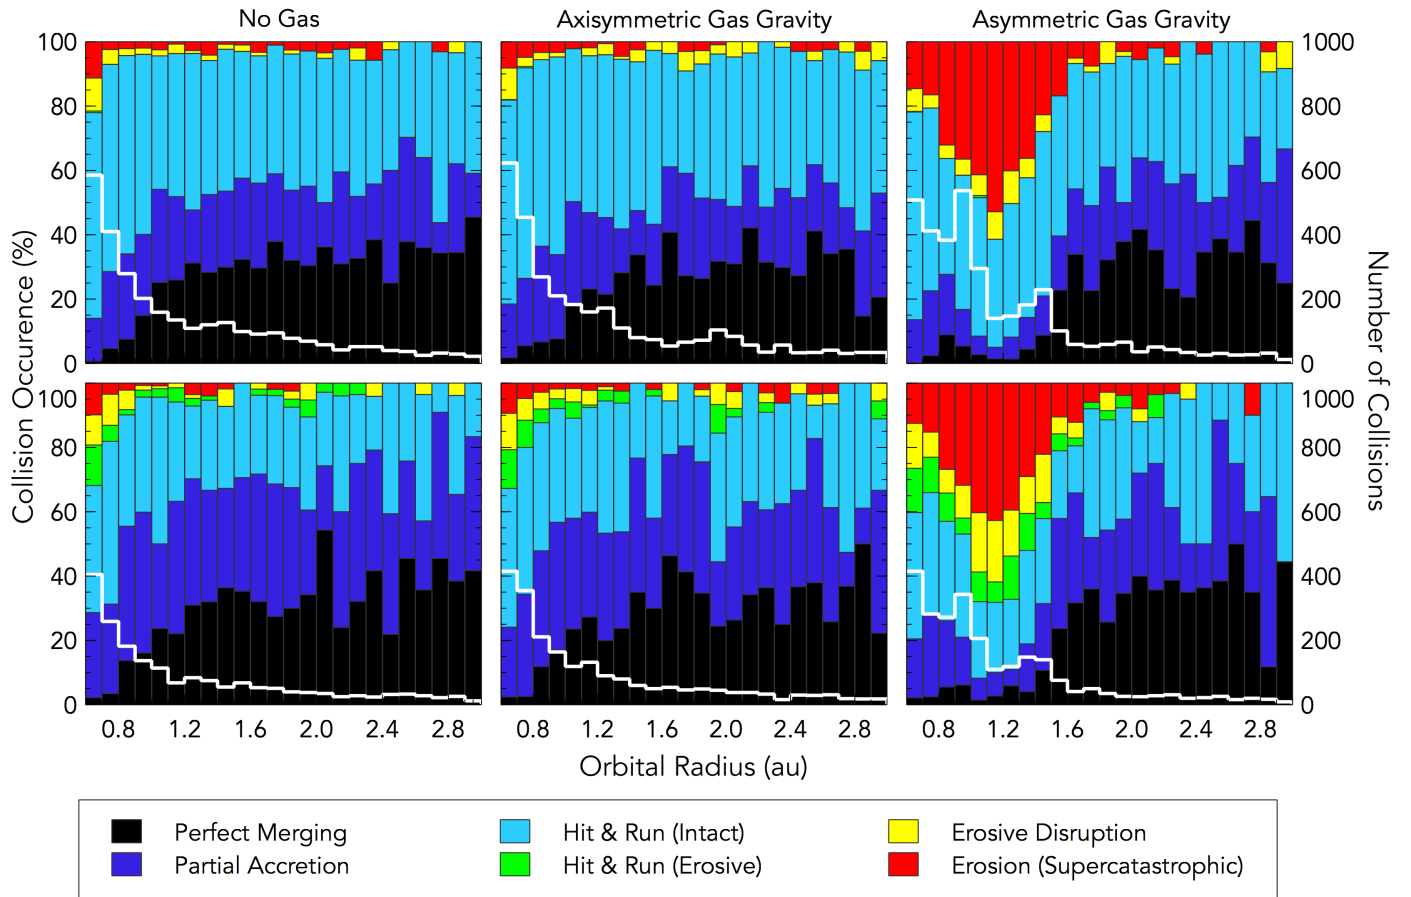 No Gas Axisymmetric Gas Gravity Asymmetric Gas Gravity
100 1000
80 800
60 600
40 400
20 200
0 0
100 1000
80 800
60 600
40 400
20 200
0 0
Collision Occurence (%)
Number of Collisions
0.8 1.2 1.6 2.0 2.4 2.8 0.8 1.2 1.6 2.0 2.4 2.8 0.8 1.2 1.6 2.0 2.4 2.8
Orbital Radius (au)
Perfect Merging Hit & Run (Intact) Erosive Disruption
Partial Accretion Hit & Run (Erosive) Erosion (Supercatastrophic)